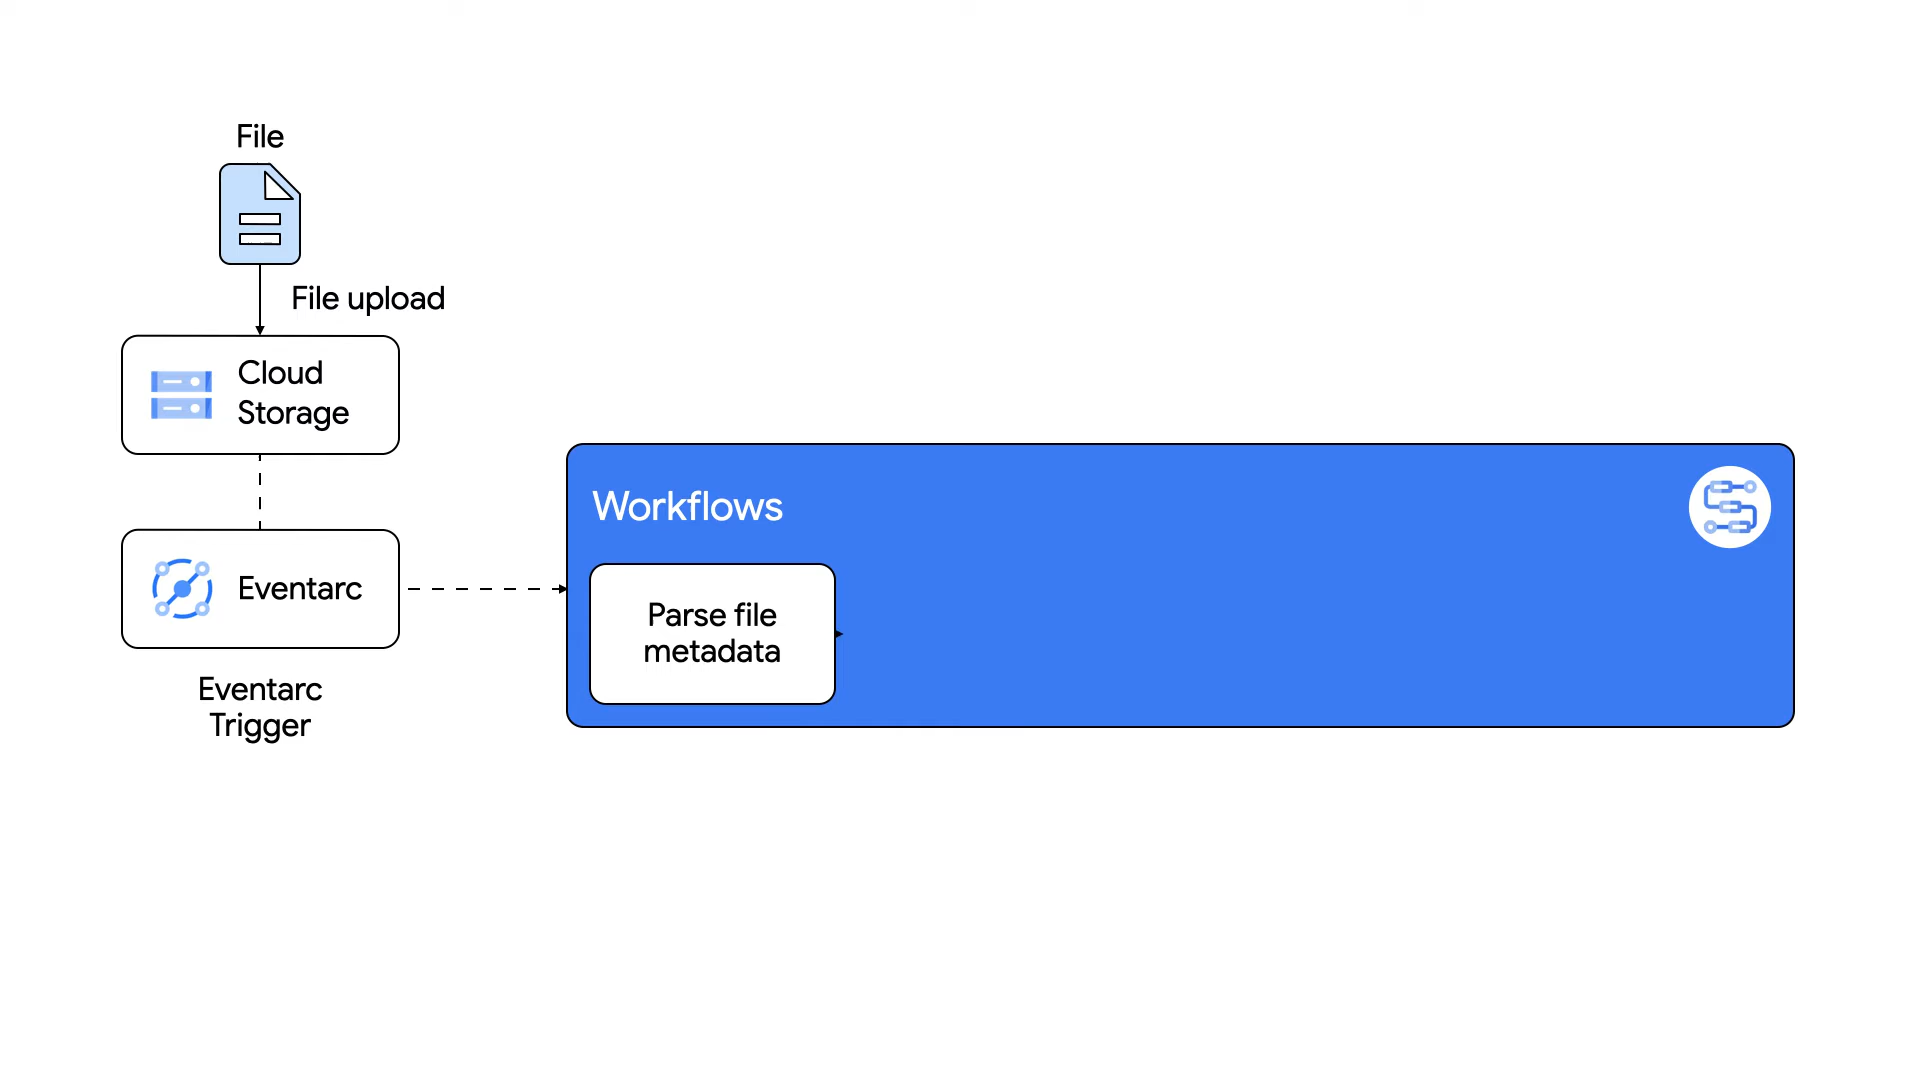 File
File upload
Cloud
Storage
Eventarc
Eventarc
Trigger
Workflows
Parse file
metadata